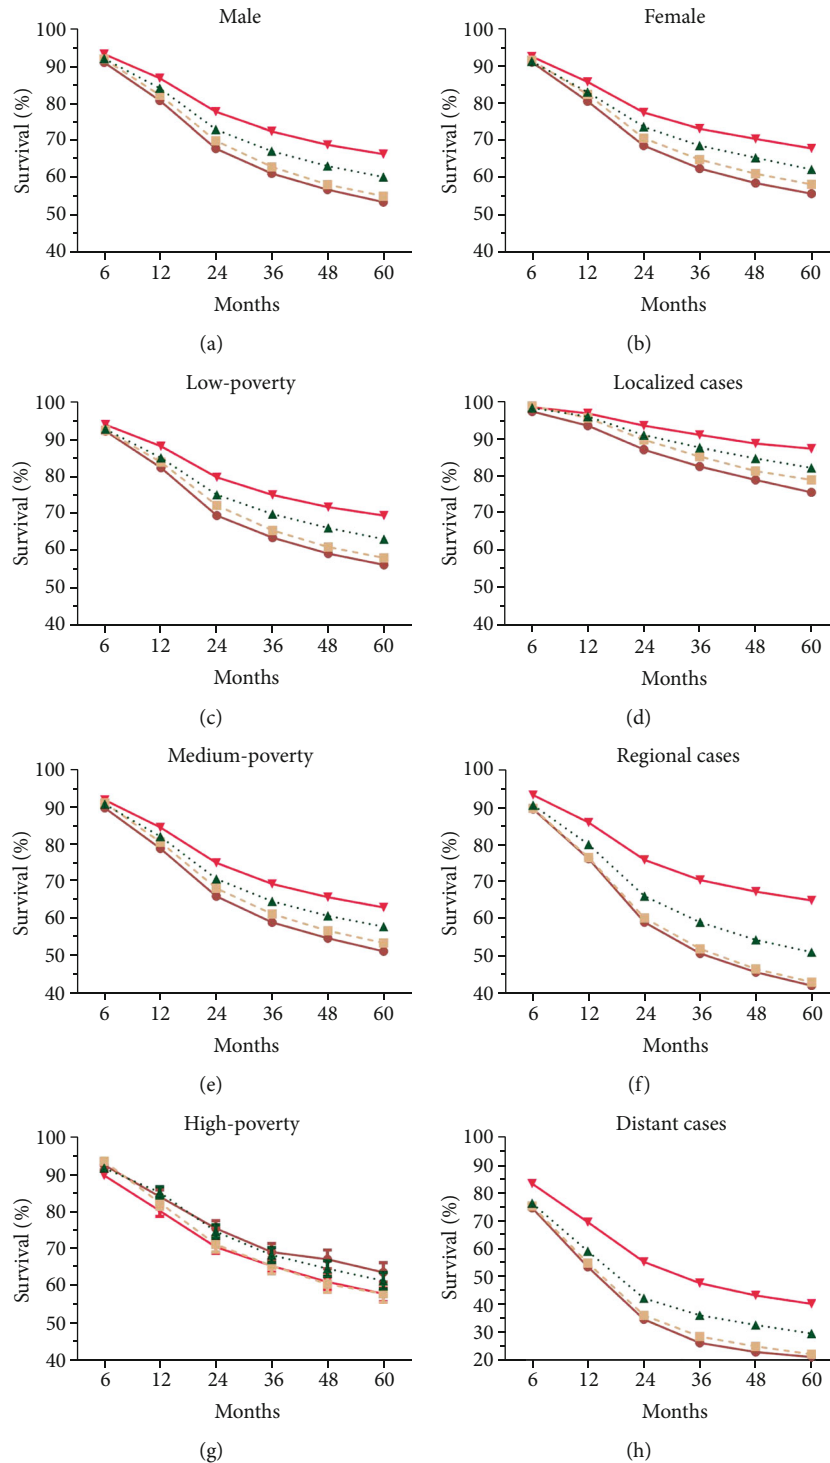 Male
100
90
80
70
60
50
40
Survival (%)
6 12 24 36 48 60
Months
(a)
Female
100
90
80
70
60
50
40
Survival (%)
6 12 24 36 48 60
Months
(b)
Low-poverty
100
90
80
70
60
50
40
Survival (%)
6 12 24 36 48 60
Months
(c)
Localized cases
100
90
80
70
60
50
40
Survival (%)
6 12 24 36 48 60
Months
(d)
Medium-poverty
100
90
80
70
60
50
40
Survival (%)
6 12 24 36 48 60
Months
(e)
Regional cases
100
90
80
70
60
50
40
Survival (%)
6 12 24 36 48 60
Months
(f)
High-poverty
100
90
80
70
60
50
40
Survival (%)
6 12 24 36 48 60
Months
(g)
Distant cases
100
90
80
70
60
50
40
30
20
Survival (%)
6 12 24 36 48 60
Months
(h)